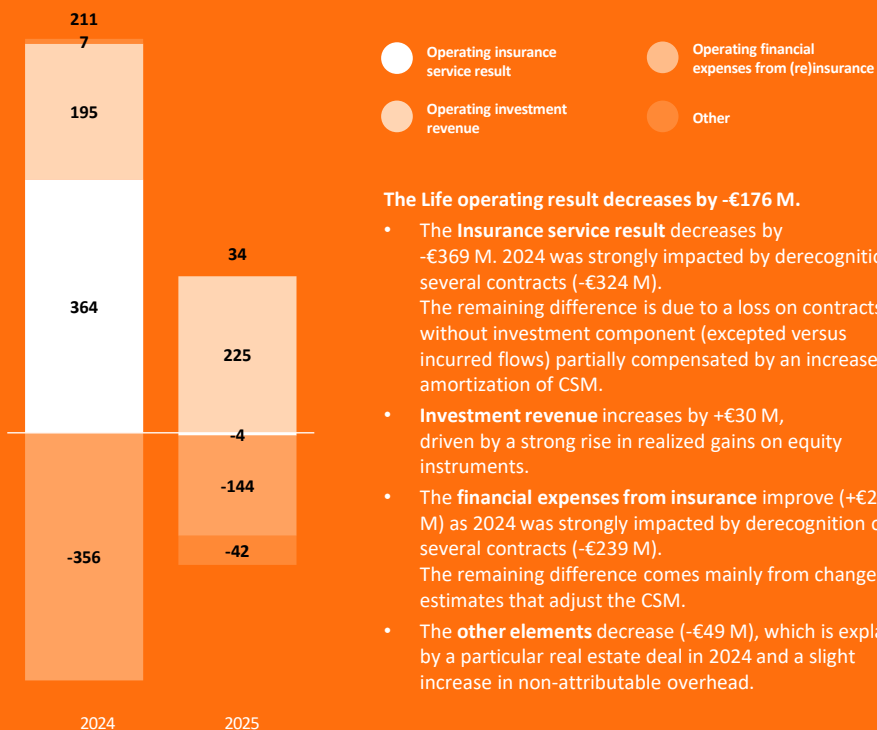 211
7
195
364
-356
2024
34
225
-4
-144
-42
2025
Operating insurance
service result
Operating financial
expenses from (re)insurance
Operating investment
revenue
Other
The Life operating result decreases by -€176 M.
• The Insurance service result decreases by
-€369 M. 2024 was strongly impacted by
several contracts (-€324 M).
The remaining difference is due to a loss on contracts
without investment component (excepted versus
incurred flows) partially compensated by an increase
amortization of CSM.
• Investment revenue increases by +€30 M,
driven by a strong rise in realized gains on equity
instruments.
• The financial expenses from insurance improve (+€2
M) as 2024 was strongly impacted by derecognition
several contracts (-€239 M).
The remaining difference comes mainly from change
estimates that adjust the CSM.
• The other elements decrease (-€49 M), which is
by a particular real estate deal in 2024 and a slight
increase in non-attributable overhead.